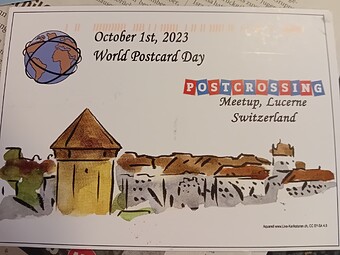 October 1st, 2023
World Postcard Day
POSTCROSSING
Meetup, Lucerne
Switzerland